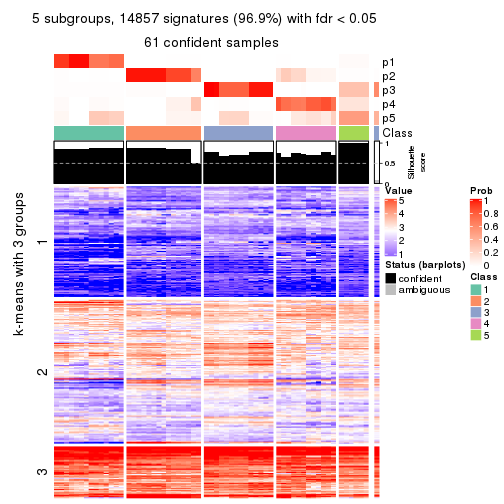 5 subgroups, 14857 signatures (96.9%) with fdr < 0.05
61 confident samples
p1
p2
p3
p4
p5
Class
1
0.5
0
Silhouette
score
k-means with 3 groups
1
2
3
Value
5
4
3
2
1
Status (barplots)
confident
ambiguous
Prob
1
0.8
0.6
0.4
0.2
0
Class
1
2
3
4
5